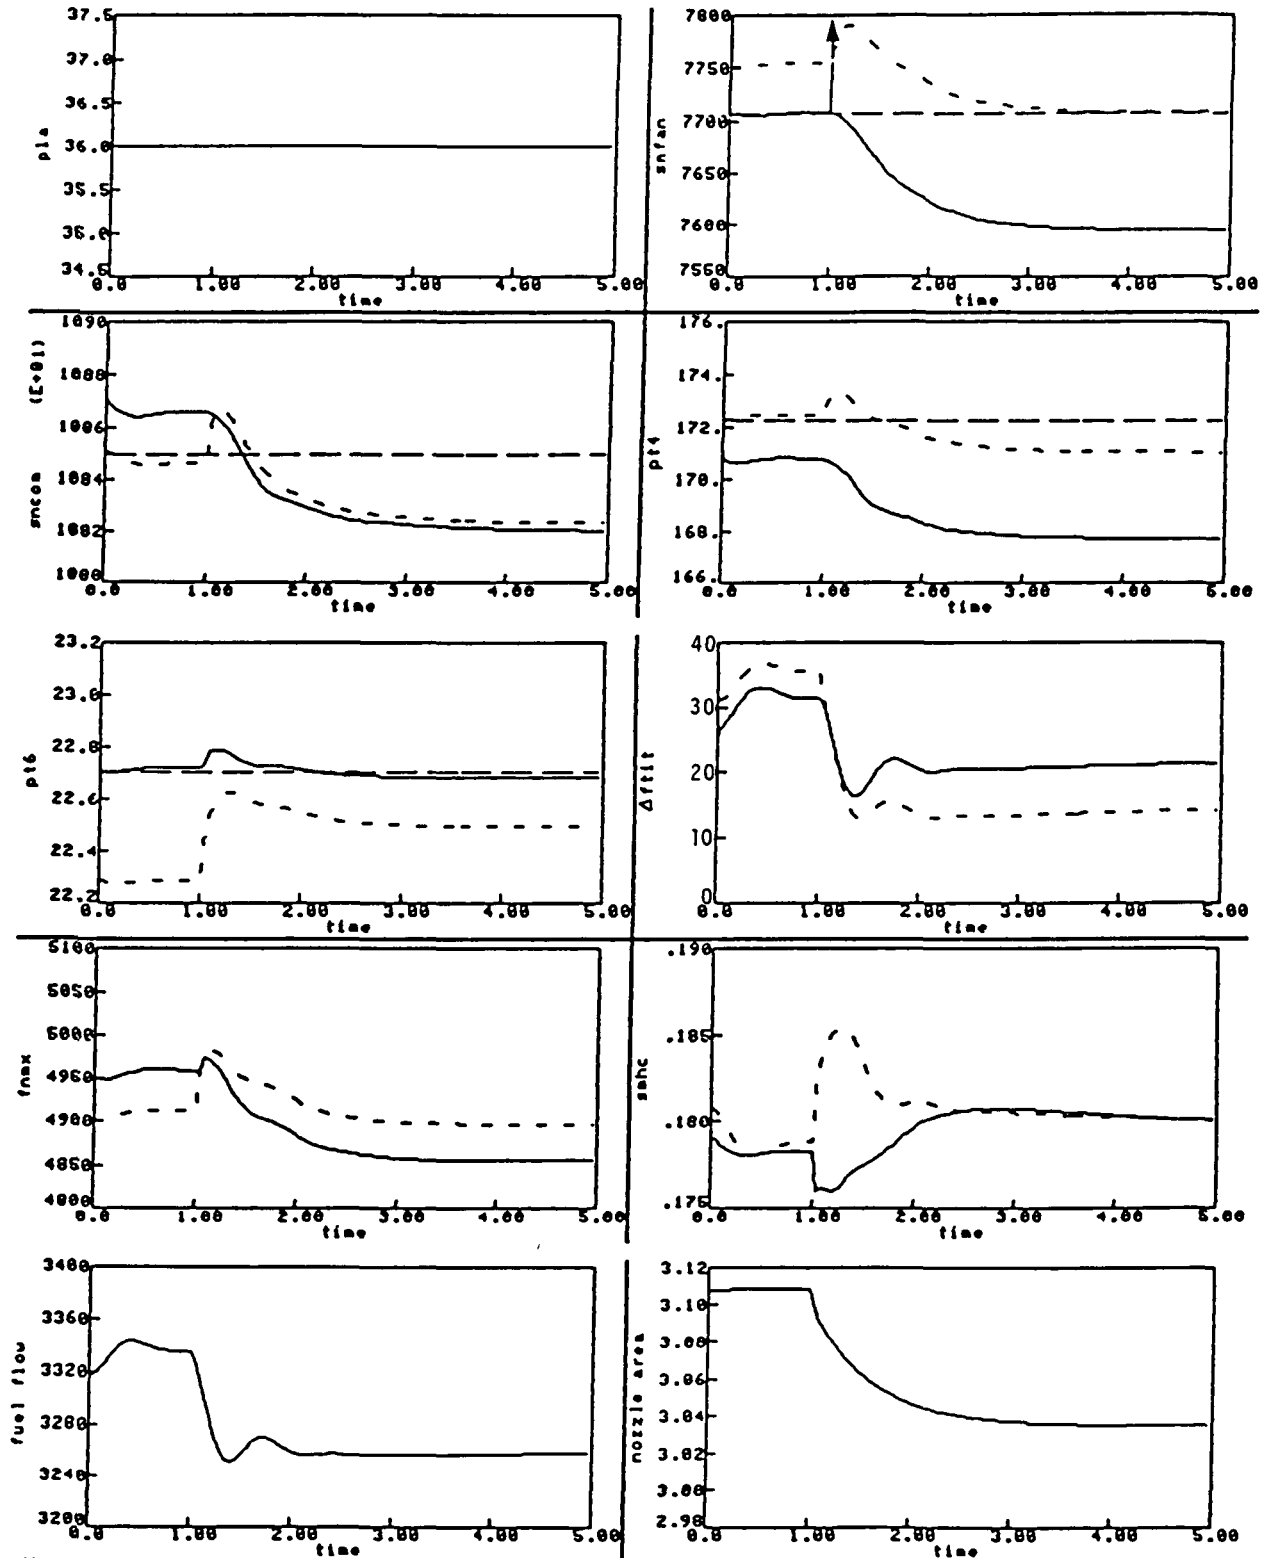 37.5
37.0
36.5
36.0
35.5
35.0
34.5
pla
0.0 1.00 2.00 3.00 4.00 5.00
time
7800
7750
7700
7650
7600
7550
snfan
0.0 1.00 2.00 3.00 4.00 5.00
time
1090
1088
1086
1084
1082
1080
sncom (E+01)
0.0 1.00 2.00 3.00 4.00 5.00
time
176.
174.
172.
170.
168.
166.
pt4
0.0 1.00 2.00 3.00 4.00 5.00
time
23.2
23.0
22.8
22.6
22.4
22.2
pt6
0.0 1.00 2.00 3.00 4.00 5.00
time
40
30
20
10
0
Δftit
0.0 1.00 2.00 3.00 4.00 5.00
time
5100
5050
5000
4950
4900
4850
4800
fnmx
0.0 1.00 2.00 3.00 4.00 5.00
time
.190
.185
.180
.175
smhc
0.0 1.00 2.00 3.00 4.00 5.00
time
3400
3360
3320
3280
3240
3200
fuel flow
0.0 1.00 2.00 3.00 4.00 5.00
time
3.12
3.10
3.08
3.06
3.04
3.02
3.00
2.98
nozzle area
0.0 1.00 2.00 3.00 4.00 5.00
time